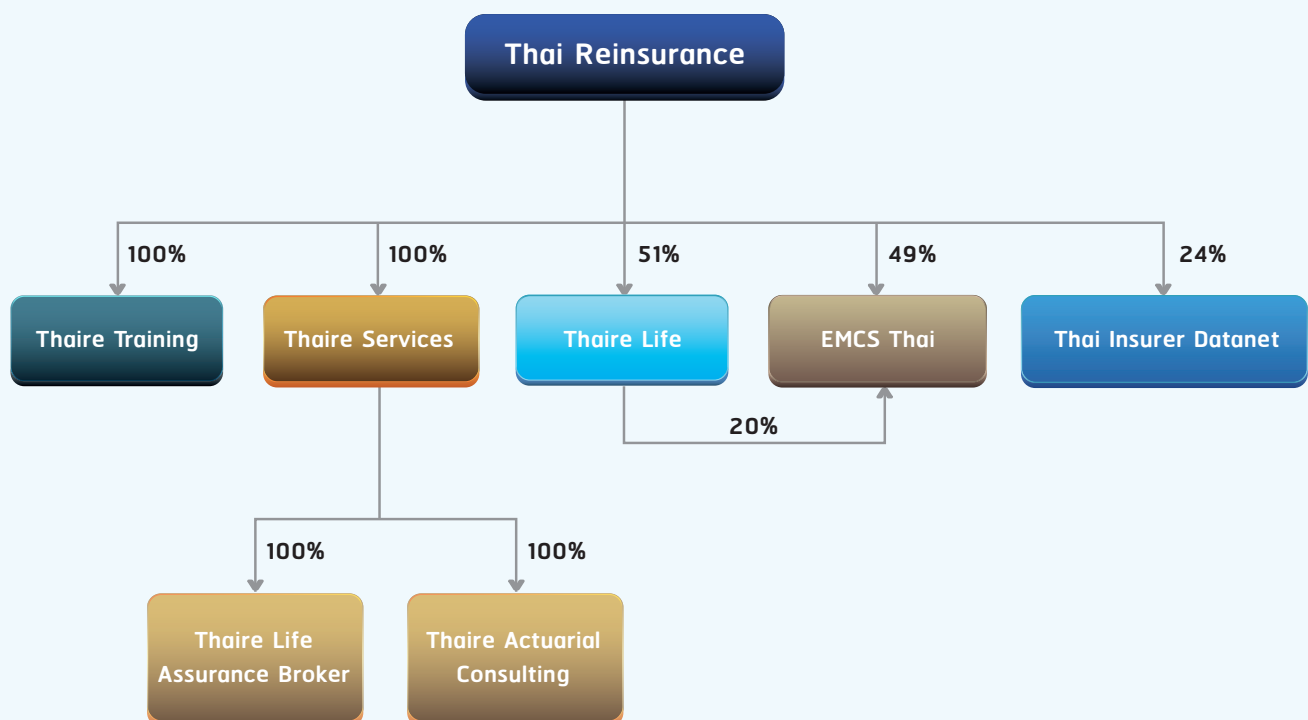 Thai Reinsurance
100%
100%
51%
49%
24%
Thaire Training
Thaire Services
Thaire Life
EMCS Thai
Thai Insurer Datanet
20%
100%
100%
Thaire Life
Assurance Broker
Thaire Actuarial
Consulting